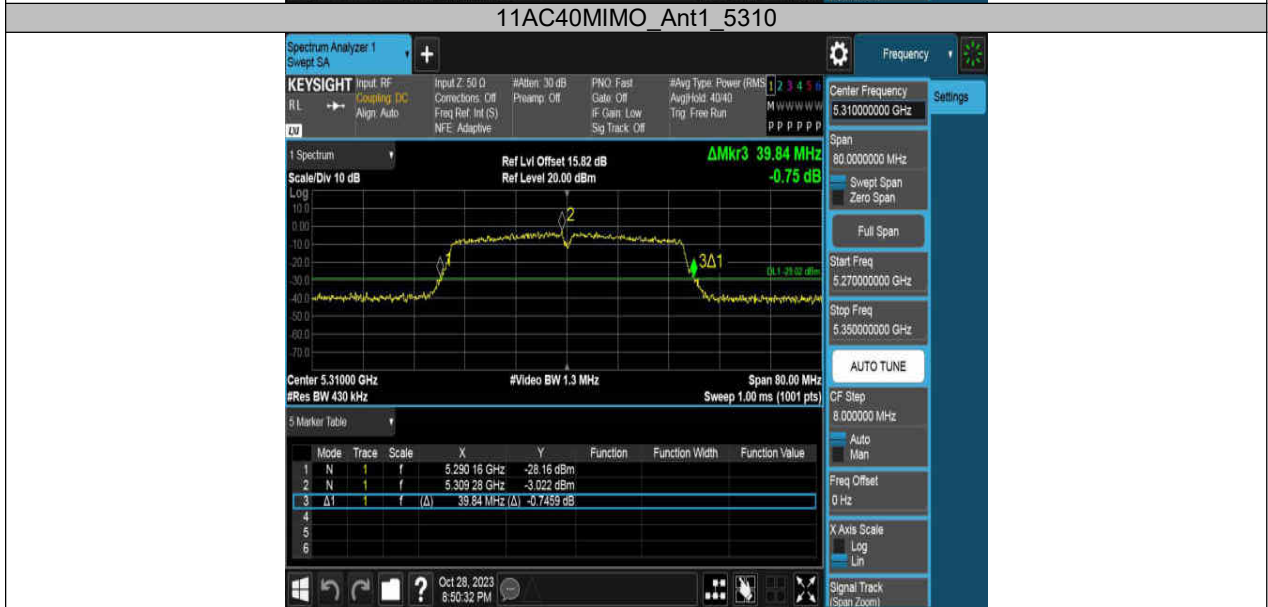 11AC40MIMO_Ant1_5310
Spectrum Analyzer 1
Swept SA
+
Frequency
KEYSIGHT
RL
LXI
Input: RF
Coupling: DC
Align: Auto
Input Z: 50 Ω
Corrections: Off
Freq Ref: Int (S)
NFE: Adaptive
#Atten: 30 dB
Preamp: Off
PNO: Fast
Gate: Off
IF Gain: Low
Sig Track: Off
#Avg Type: Power (RMS
Avg|Hold: 40/40
Trig: Free Run
1 2 3 4 5 6
M W W W W W
P P P P P P
Center Frequency
5.310000000 GHz
Settings
Span
80.0000000 MHz
Swept Span
Zero Span
Full Span
Start Freq
5.270000000 GHz
Stop Freq
5.350000000 GHz
AUTO TUNE
CF Step
8.000000 MHz
Auto
Man
Freq Offset
0 Hz
X Axis Scale
Log
Lin
Signal Track
(Span Zoom)
1 Spectrum
Scale/Div 10 dB
Ref Lvl Offset 15.82 dB
Ref Level 20.00 dBm
ΔMkr3 39.84 MHz
-0.75 dB
Log
10.0
0.00
-10.0
-20.0
-30.0
-40.0
-50.0
-60.0
-70.0
1
2
3Δ1
DL1 -29.02 dBm
Center 5.31000 GHz
#Res BW 430 kHz
#Video BW 1.3 MHz
Span 80.00 MHz
Sweep 1.00 ms (1001 pts)
5 Marker Table
Mode Trace Scale X Y Function Function Width Function Value
1 N 1 f 5.290 16 GHz -28.16 dBm
2 N 1 f 5.309 28 GHz -3.022 dBm
3 Δ1 1 f (Δ) 39.84 MHz (Δ) -0.7459 dB
4
5
6
?
Oct 28, 2023
8:50:32 PM